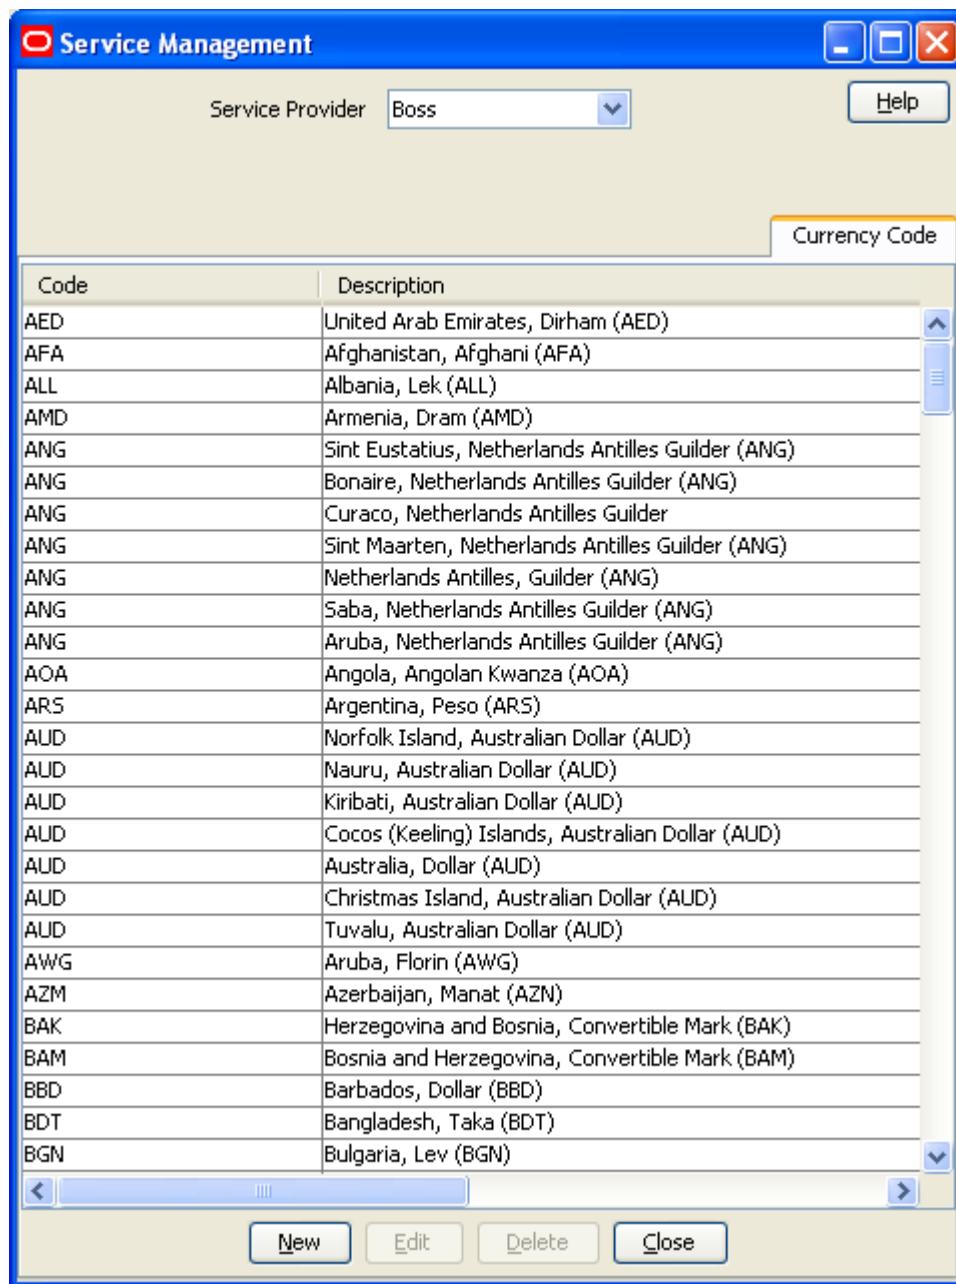 Service Management
Service Provider Boss Help
Currency Code
Code Description
AED United Arab Emirates, Dirham (AED)
AFA Afghanistan, Afghani (AFA)
ALL Albania, Lek (ALL)
AMD Armenia, Dram (AMD)
ANG Sint Eustatius, Netherlands Antilles Guilder (ANG)
ANG Bonaire, Netherlands Antilles Guilder (ANG)
ANG Curaco, Netherlands Antilles Guilder
ANG Sint Maarten, Netherlands Antilles Guilder (ANG)
ANG Netherlands Antilles, Guilder (ANG)
ANG Saba, Netherlands Antilles Guilder (ANG)
ANG Aruba, Netherlands Antilles Guilder (ANG)
AOA Angola, Angolan Kwanza (AOA)
ARS Argentina, Peso (ARS)
AUD Norfolk Island, Australian Dollar (AUD)
AUD Nauru, Australian Dollar (AUD)
AUD Kiribati, Australian Dollar (AUD)
AUD Cocos (Keeling) Islands, Australian Dollar (AUD)
AUD Australia, Dollar (AUD)
AUD Christmas Island, Australian Dollar (AUD)
AUD Tuvalu, Australian Dollar (AUD)
AWG Aruba, Florin (AWG)
AZM Azerbaijan, Manat (AZN)
BAK Herzegovina and Bosnia, Convertible Mark (BAK)
BAM Bosnia and Herzegovina, Convertible Mark (BAM)
BBD Barbados, Dollar (BBD)
BDT Bangladesh, Taka (BDT)
BGN Bulgaria, Lev (BGN)
New Edit Delete Close